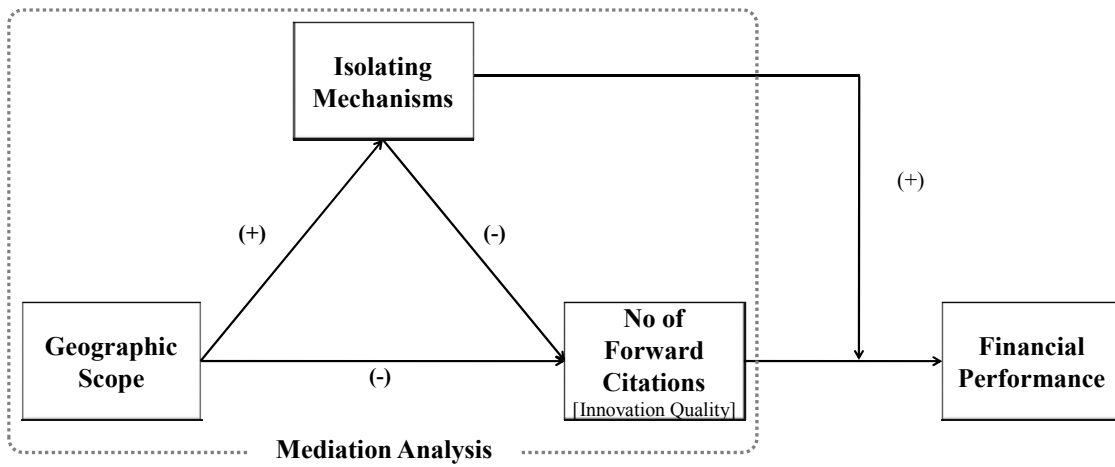 Isolating
Mechanisms
(+)
(+)
(-)
Geographic
Scope
(-)
No of
Forward
Citations
[Innovation Quality]
Financial
Performance
Mediation Analysis